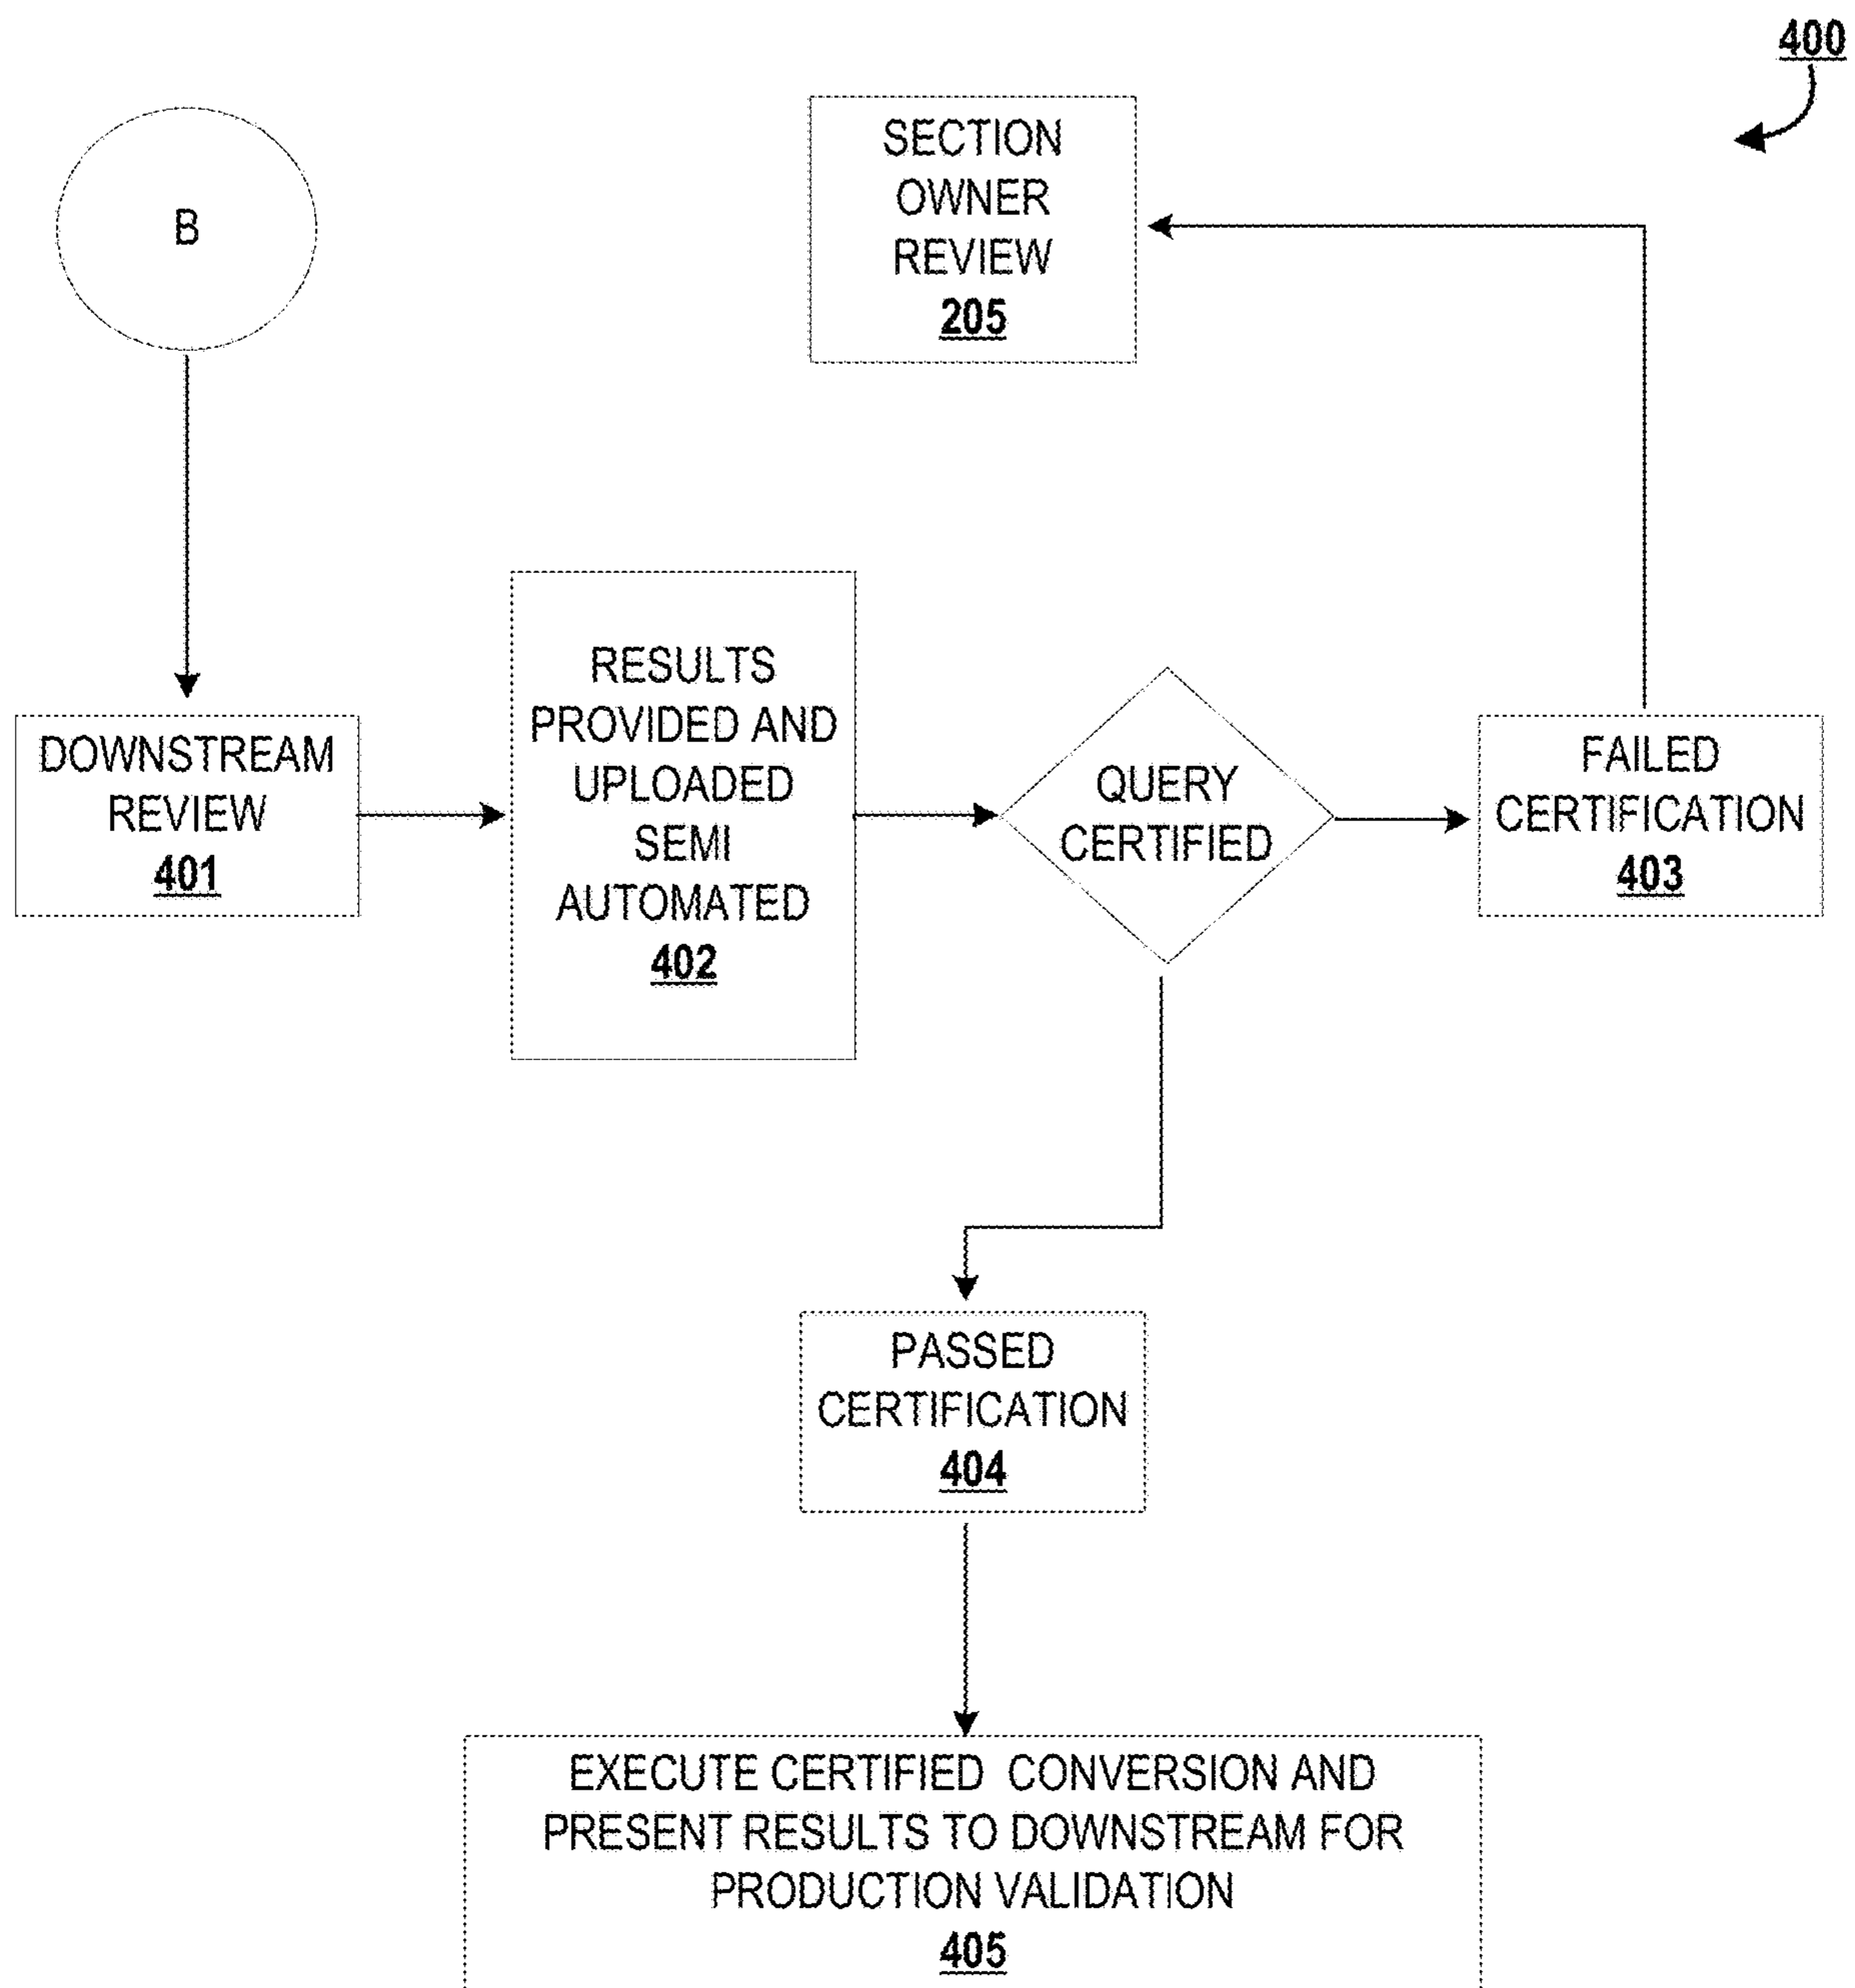 400
B
SECTION
OWNER
REVIEW
205
DOWNSTREAM
REVIEW
401
RESULTS
PROVIDED AND
UPLOADED
SEMI
AUTOMATED
402
QUERY
CERTIFIED
FAILED
CERTIFICATION
403
PASSED
CERTIFICATION
404
EXECUTE CERTIFIED CONVERSION AND
PRESENT RESULTS TO DOWNSTREAM FOR
PRODUCTION VALIDATION
405